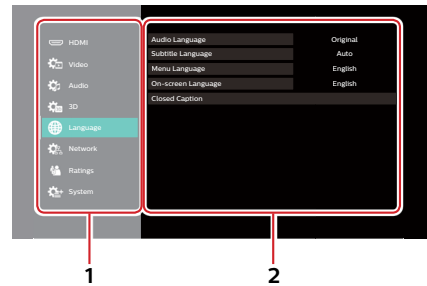 HDMI
Video
Audio
3D
Language
Network
Ratings
System
Audio Language Original
Subtitle Language Auto
Menu Language English
On-screen Language English
Closed Caption
1 2